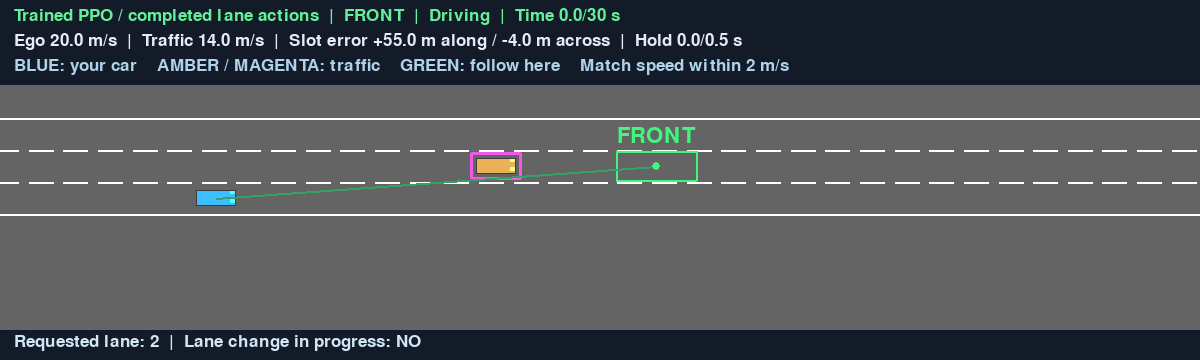 Trained PPO / completed lane actions | FRONT | Driving | Time 0.0/30 s
Ego 20.0 m/s | Traffic 14.0 m/s | Slot error +55.0 m along / -4.0 m across | Hold 0.0/0.5 s
BLUE: your car AMBER / MAGENTA: traffic GREEN: follow here Match speed within 2 m/s
FRONT
Requested lane: 2 | Lane change in progress: NO